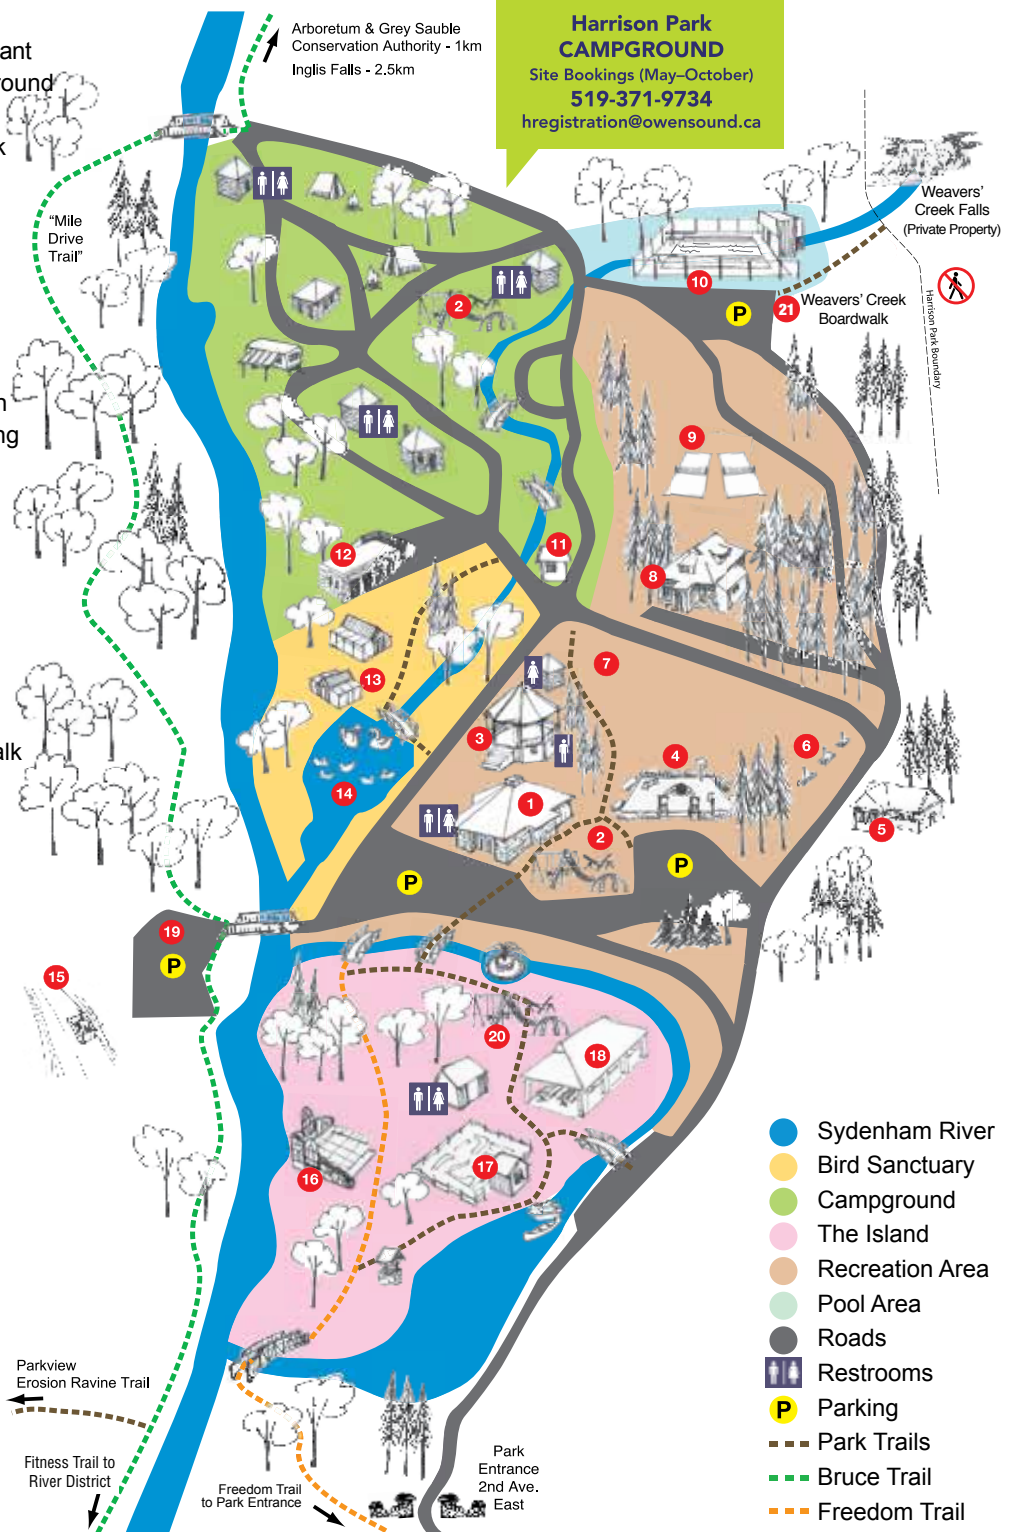 ant
round
k
n
ng
alk
Arboretum & Grey Sauble
Conservation Authority - 1km
Inglis Falls - 2.5km
Harrison Park
CAMPGROUND
Site Bookings (May–October)
519-371-9734
hregistration@owensound.ca
"Mile
Drive
Trail"
Weavers'
Creek Falls
(Private Property)
Harrison Park Boundary
Weavers' Creek
Boardwalk
10
P
21
2
9
12
11
8
13
7
3
4
6
14
1
2
5
P
P
19
P
15
20
18
16
17
Sydenham River
Bird Sanctuary
Campground
The Island
Recreation Area
Pool Area
Roads
Restrooms
P Parking
Park Trails
Bruce Trail
Freedom Trail
Parkview
Erosion Ravine Trail
Fitness Trail to
River District
Freedom Trail
to Park Entrance
Park
Entrance
2nd Ave.
East